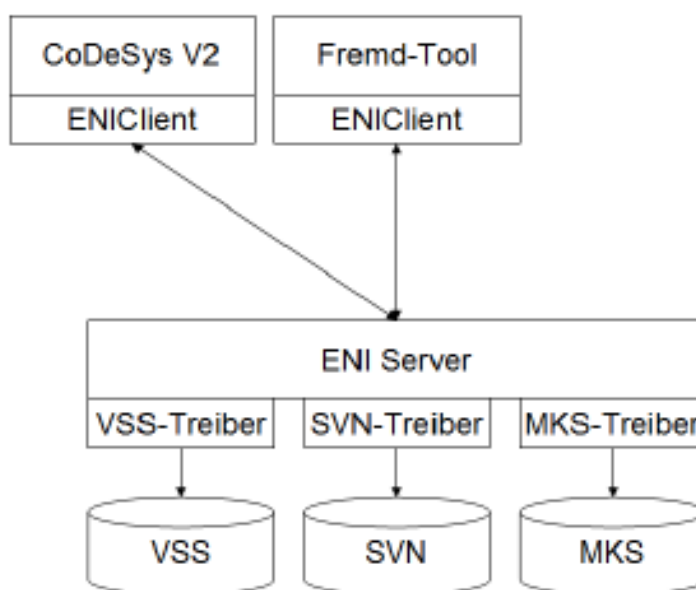 CoDeSys V2
Fremd-Tool
ENIClient
ENIClient
ENI Server
VSS-Treiber
SVN-Treiber
MKS-Treiber
VSS
SVN
MKS